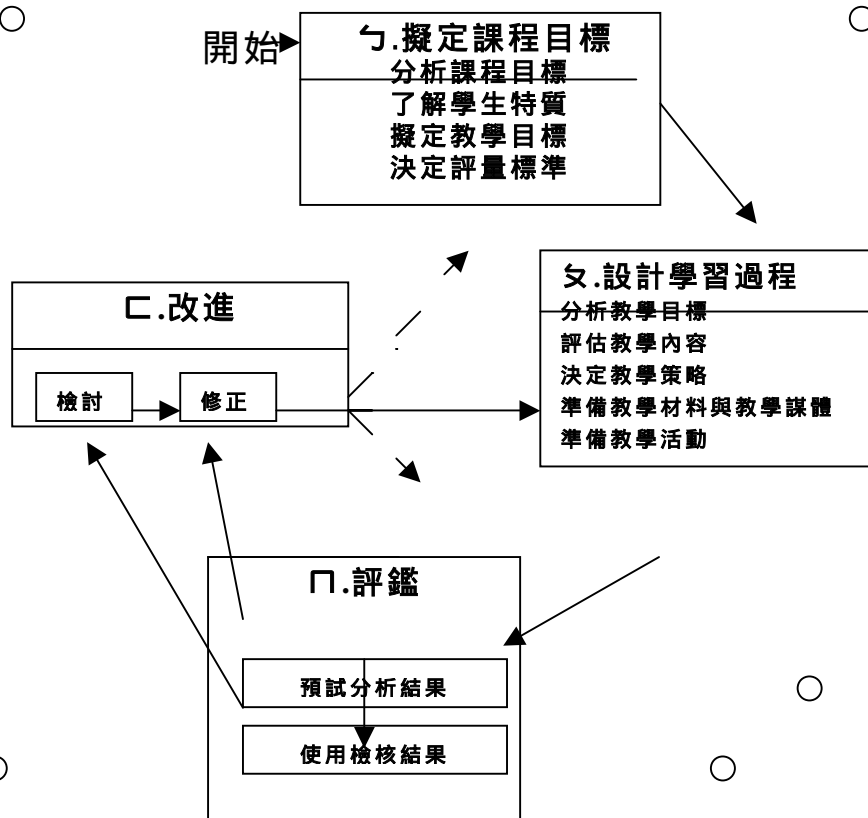 開始
ㄅ.擬定課程目標
分析課程目標
了解學生特質
擬定教學目標
決定評量標準
ㄆ.設計學習過程
分析教學目標
評估教學內容
決定教學策略
準備教學材料與教學媒體
準備教學活動
ㄈ.改進
檢討
修正
ㄇ.評鑑
預試分析結果
使用檢核結果